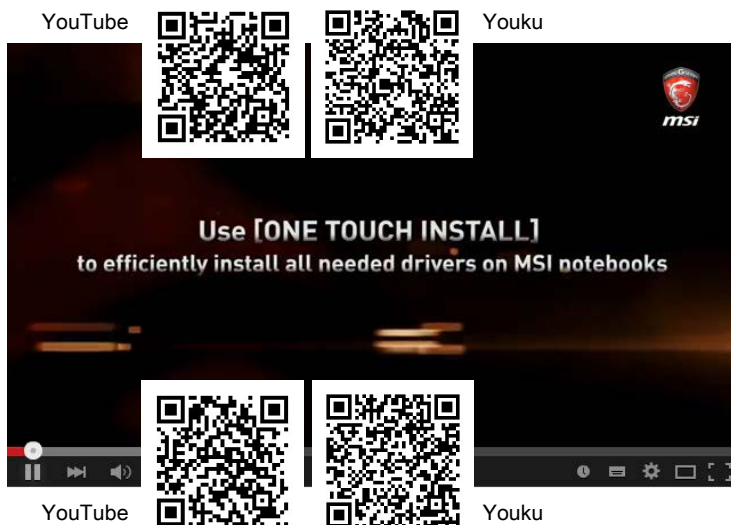 YouTube
Youku
msi
Use [ONE TOUCH INSTALL]
to efficiently install all needed drivers on MSI notebooks
YouTube
Youku